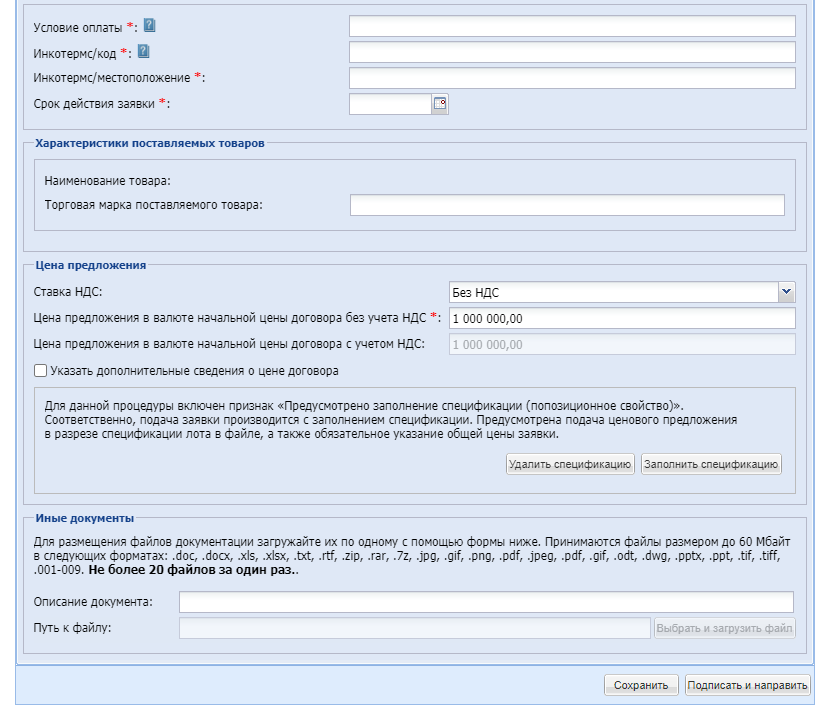 Условие оплаты *: ?
Инкотермс/код *: ?
Инкотермс/местоположение *:
Срок действия заявки *:
Характеристики поставляемых товаров
Наименование товара:
Торговая марка поставляемого товара:
Цена предложения
Ставка НДС: Без НДС
Цена предложения в валюте начальной цены договора без учета НДС *: 1 000 000,00
Цена предложения в валюте начальной цены договора с учетом НДС: 1 000 000,00
Указать дополнительные сведения о цене договора
Для данной процедуры включен признак «Предусмотрено заполнение спецификации (попозиционное свойство)».
Соответственно, подача заявки производится с заполнением спецификации. Предусмотрена подача ценового предложения
в разрезе спецификации лота в файле, а также обязательное указание общей цены заявки.
Удалить спецификацию Заполнить спецификацию
Иные документы
Для размещения файлов документации загружайте их по одному с помощью формы ниже. Принимаются файлы размером до 60 Мбайт
в следующих форматах: .doc, .docx, .xls, .xlsx, .txt, .rtf, .zip, .rar, .7z, .jpg, .gif, .png, .pdf, .jpeg, .pdf, .gif, .odt, .dwg, .pptx, .ppt, .tif, .tiff,
.001-009. Не более 20 файлов за один раз..
Описание документа:
Путь к файлу: Выбрать и загрузить файл
Сохранить Подписать и направить